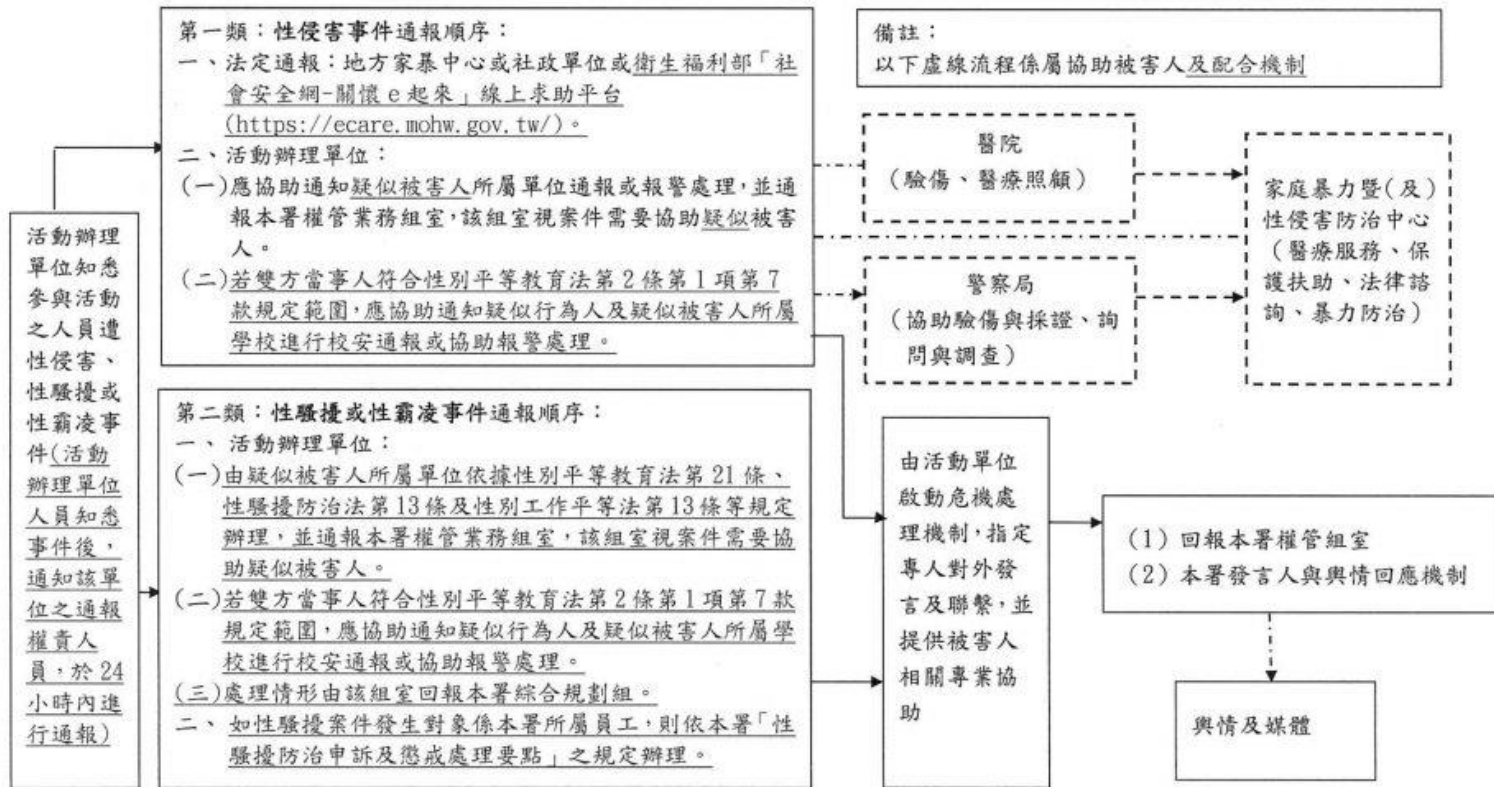 活動辦理
單位知悉
參與活動
之人員遭
性侵害、
性騷擾或
性霸凌事
件(活動
辦理單位
人員知悉
事件後，
通知該單
位之通報
權責人
員，於24
小時內進
行通報)
第一類：性侵害事件通報順序：
一、法定通報：地方家暴中心或社政單位或衛生福利部「社
會安全網-關懷e起來」線上求助平台
(https://ecare.mohw.gov.tw/)。
二、活動辦理單位：
(一)應協助通知疑似被害人所屬單位通報或報警處理，並通
報本署權管業務組室，該組室視案件需要協助疑似被害
人。
(二)若雙方當事人符合性別平等教育法第2條第1項第7
款規定範圍，應協助通知疑似行為人及疑似被害人所屬
學校進行校安通報或協助報警處理。
第二類：性騷擾或性霸凌事件通報順序：
一、 活動辦理單位：
(一)由疑似被害人所屬單位依據性別平等教育法第21條、
性騷擾防治法第13條及性別工作平等法第13條等規定
辦理，並通報本署權管業務組室，該組室視案件需要協
助疑似被害人。
(二)若雙方當事人符合性別平等教育法第2條第1項第7款
規定範圍，應協助通知疑似行為人及疑似被害人所屬學
校進行校安通報或協助報警處理。
(三)處理情形由該組室回報本署綜合規劃組。
二、 如性騷擾案件發生對象係本署所屬員工，則依本署「性
騷擾防治申訴及懲戒處理要點」之規定辦理。
備註：
以下虛線流程係屬協助被害人及配合機制
醫院
(驗傷、醫療照顧)
警察局
(協助驗傷與採證、詢
問與調查)
家庭暴力暨(及)
性侵害防治中心
(醫療服務、保
護扶助、法律諮
詢、暴力防治)
由活動單位
啟動危機處
理機制，指定
專人對外發
言及聯繫，並
提供被害人
相關專業協
助
(1) 回報本署權管組室
(2) 本署發言人與輿情回應機制
輿情及媒體